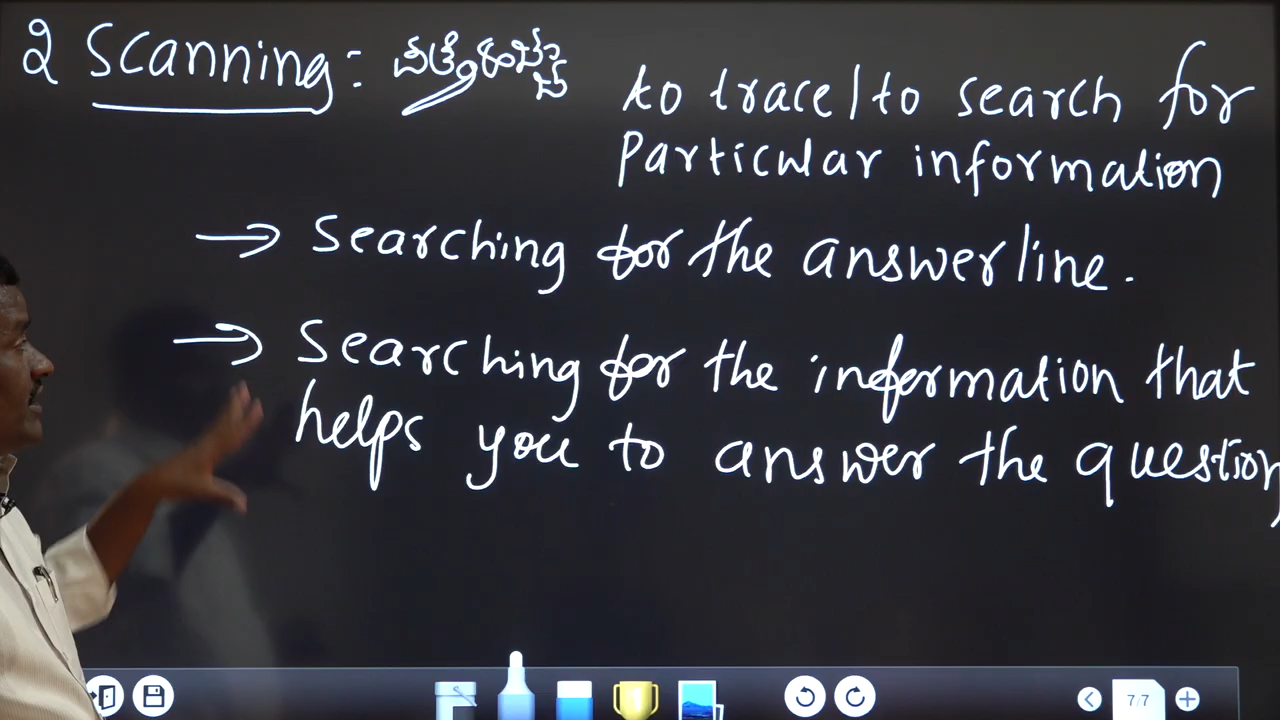 2 Scanning :
to trace/to search for
Particular information
→ Searching for the answer line.
→ Searching for the information that
helps you to answer the question,
7/7